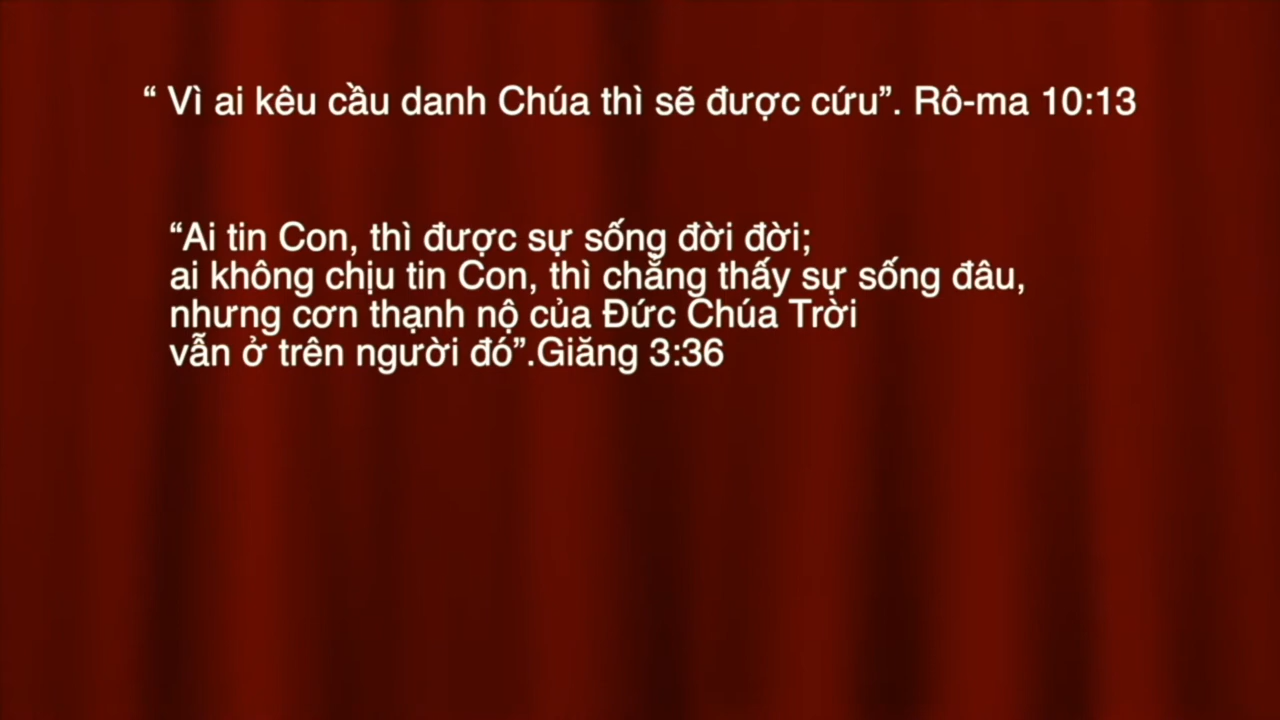 “ Vì ai kêu cầu danh Chúa thì sẽ được cứu”. Rô-ma 10:13
“Ai tin Con, thì được sự sống đời đời;
ai không chịu tin Con, thì chẳng thấy sự sống đâu,
nhưng cơn thạnh nộ của Đức Chúa Trời
vẫn ở trên người đó”.Giăng 3:36